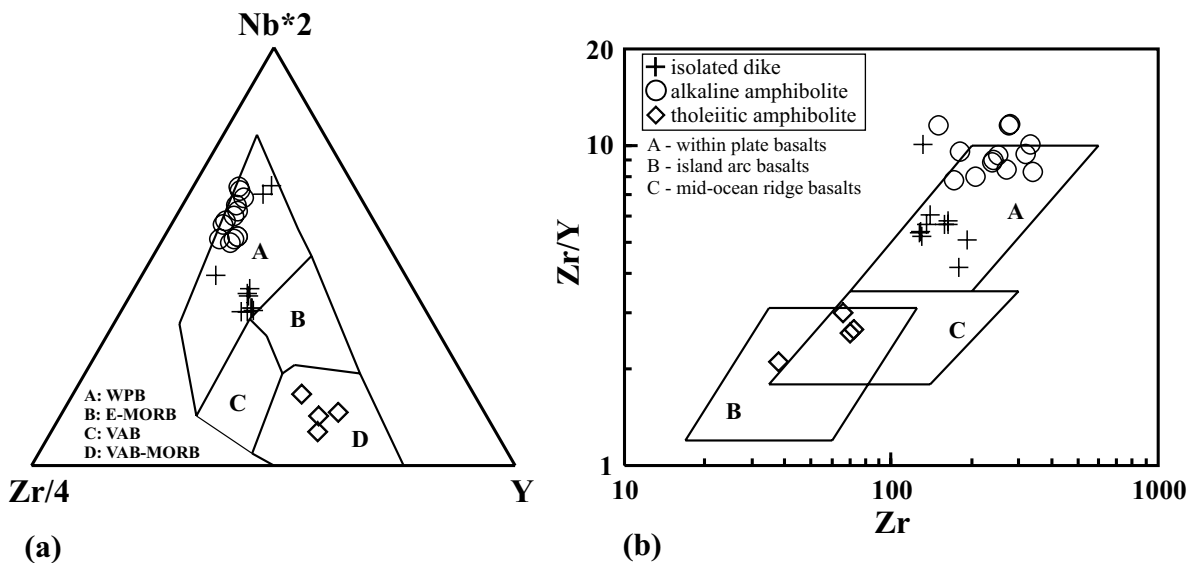 Nb*2
A
B
C
D
A: WPB
B: E-MORB
C: VAB
D: VAB-MORB
Zr/4
Y
(a)
20
10
1
Zr/Y
isolated dike
alkaline amphibolite
tholeiitic amphibolite
A - within plate basalts
B - island arc basalts
C - mid-ocean ridge basalts
A
C
B
10
100
1000
Zr
(b)